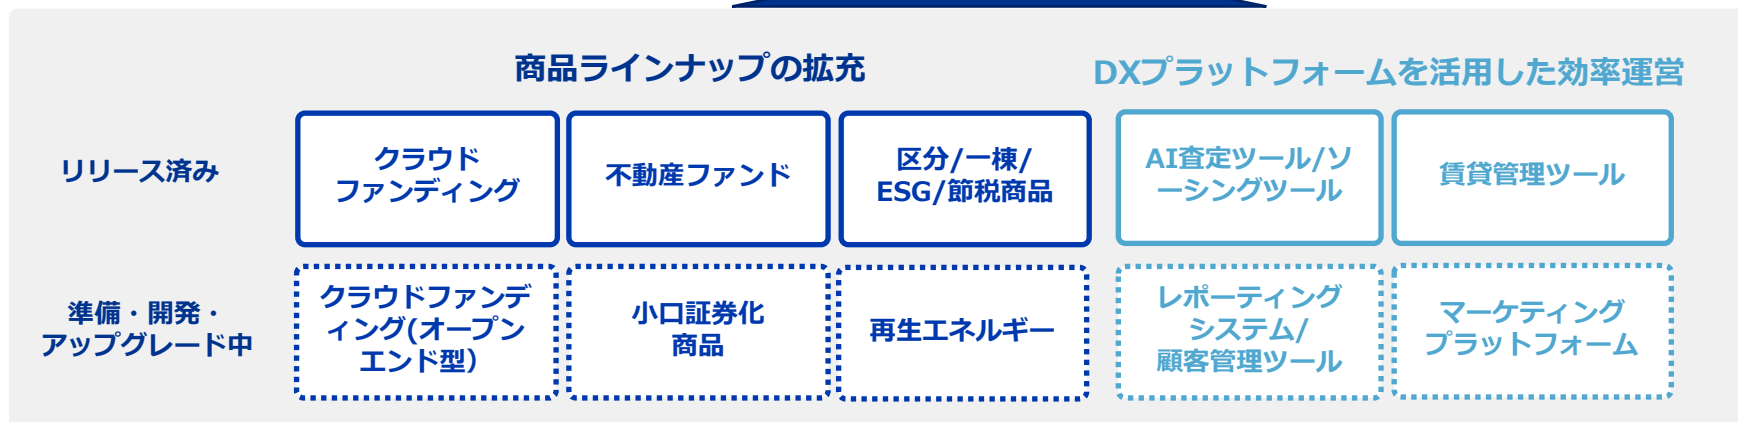 商品ラインナップの拡充
DXプラットフォームを活用した効率運営
リリース済み
クラウド
ファンディング
不動産ファンド
区分/一棟/
ESG/節税商品
AI査定ツール/ソ
ーシングツール
賃貸管理ツール
準備・開発・
アップグレード中
クラウドファンデ
ィング(オープン
エンド型）
小口証券化
商品
再生エネルギー
レポーティング
システム/
顧客管理ツール
マーケティング
プラットフォーム